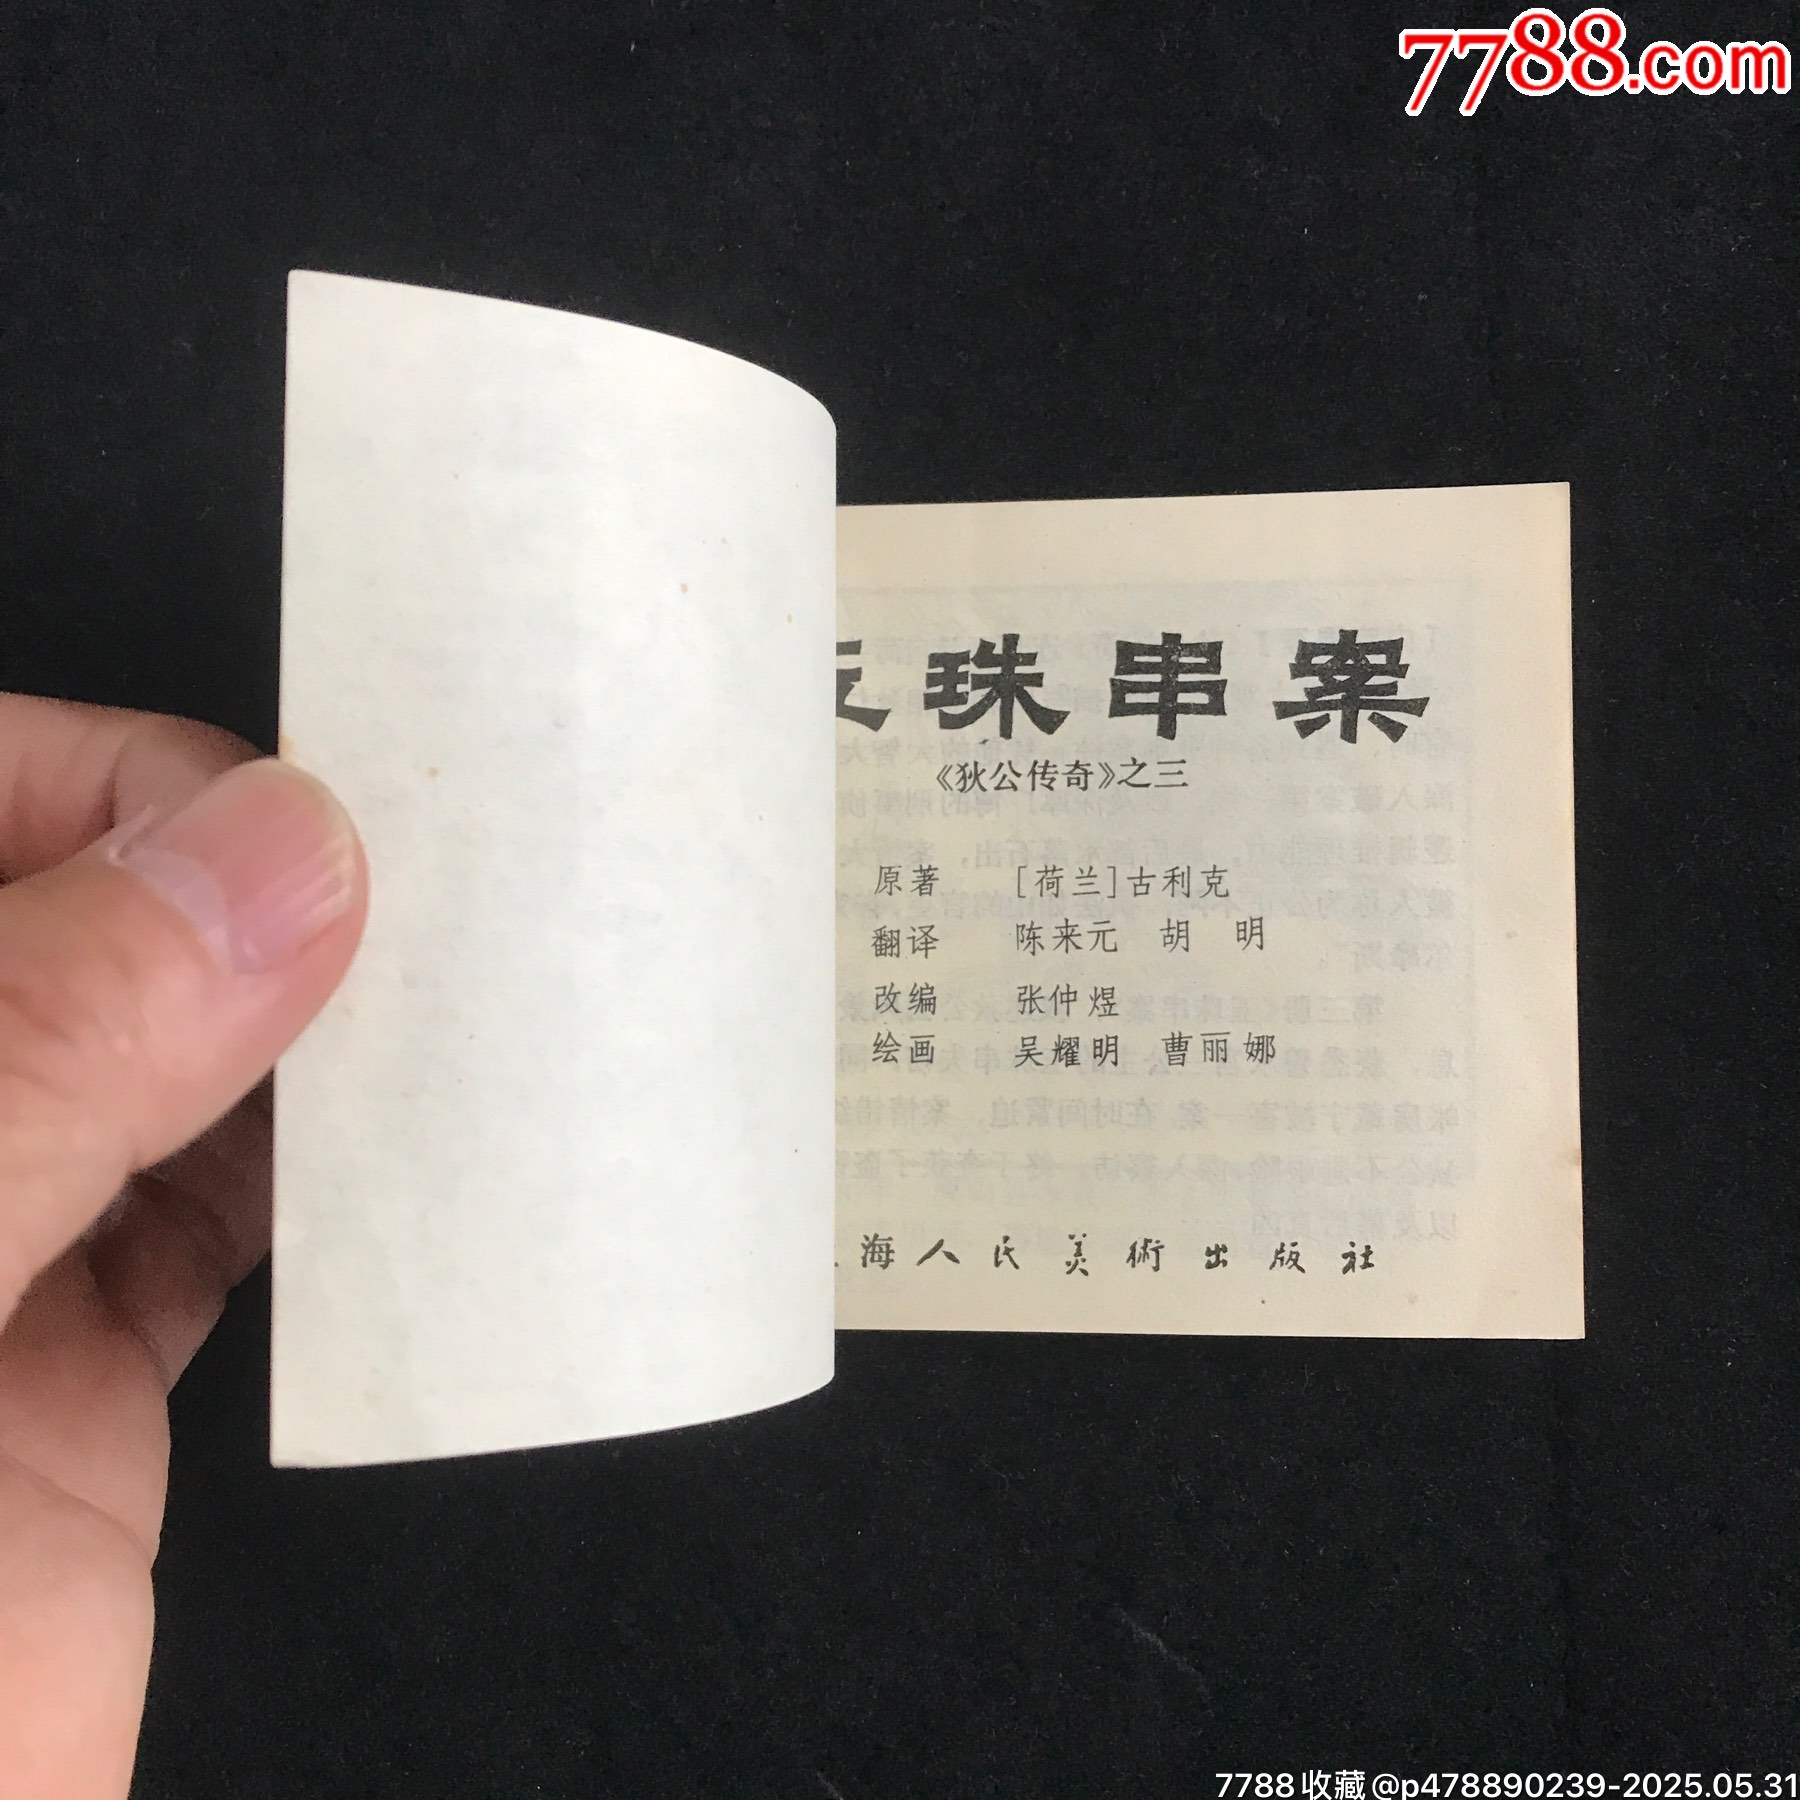 7788.com
珠串案
《狄公传奇》之三
原著 [荷兰]古利克
翻译 陈来元 胡 明
改编 张仲煜
绘画 吴耀明 曹丽娜
海人民美術出版社
7788收藏@p478890239-2025.05.31